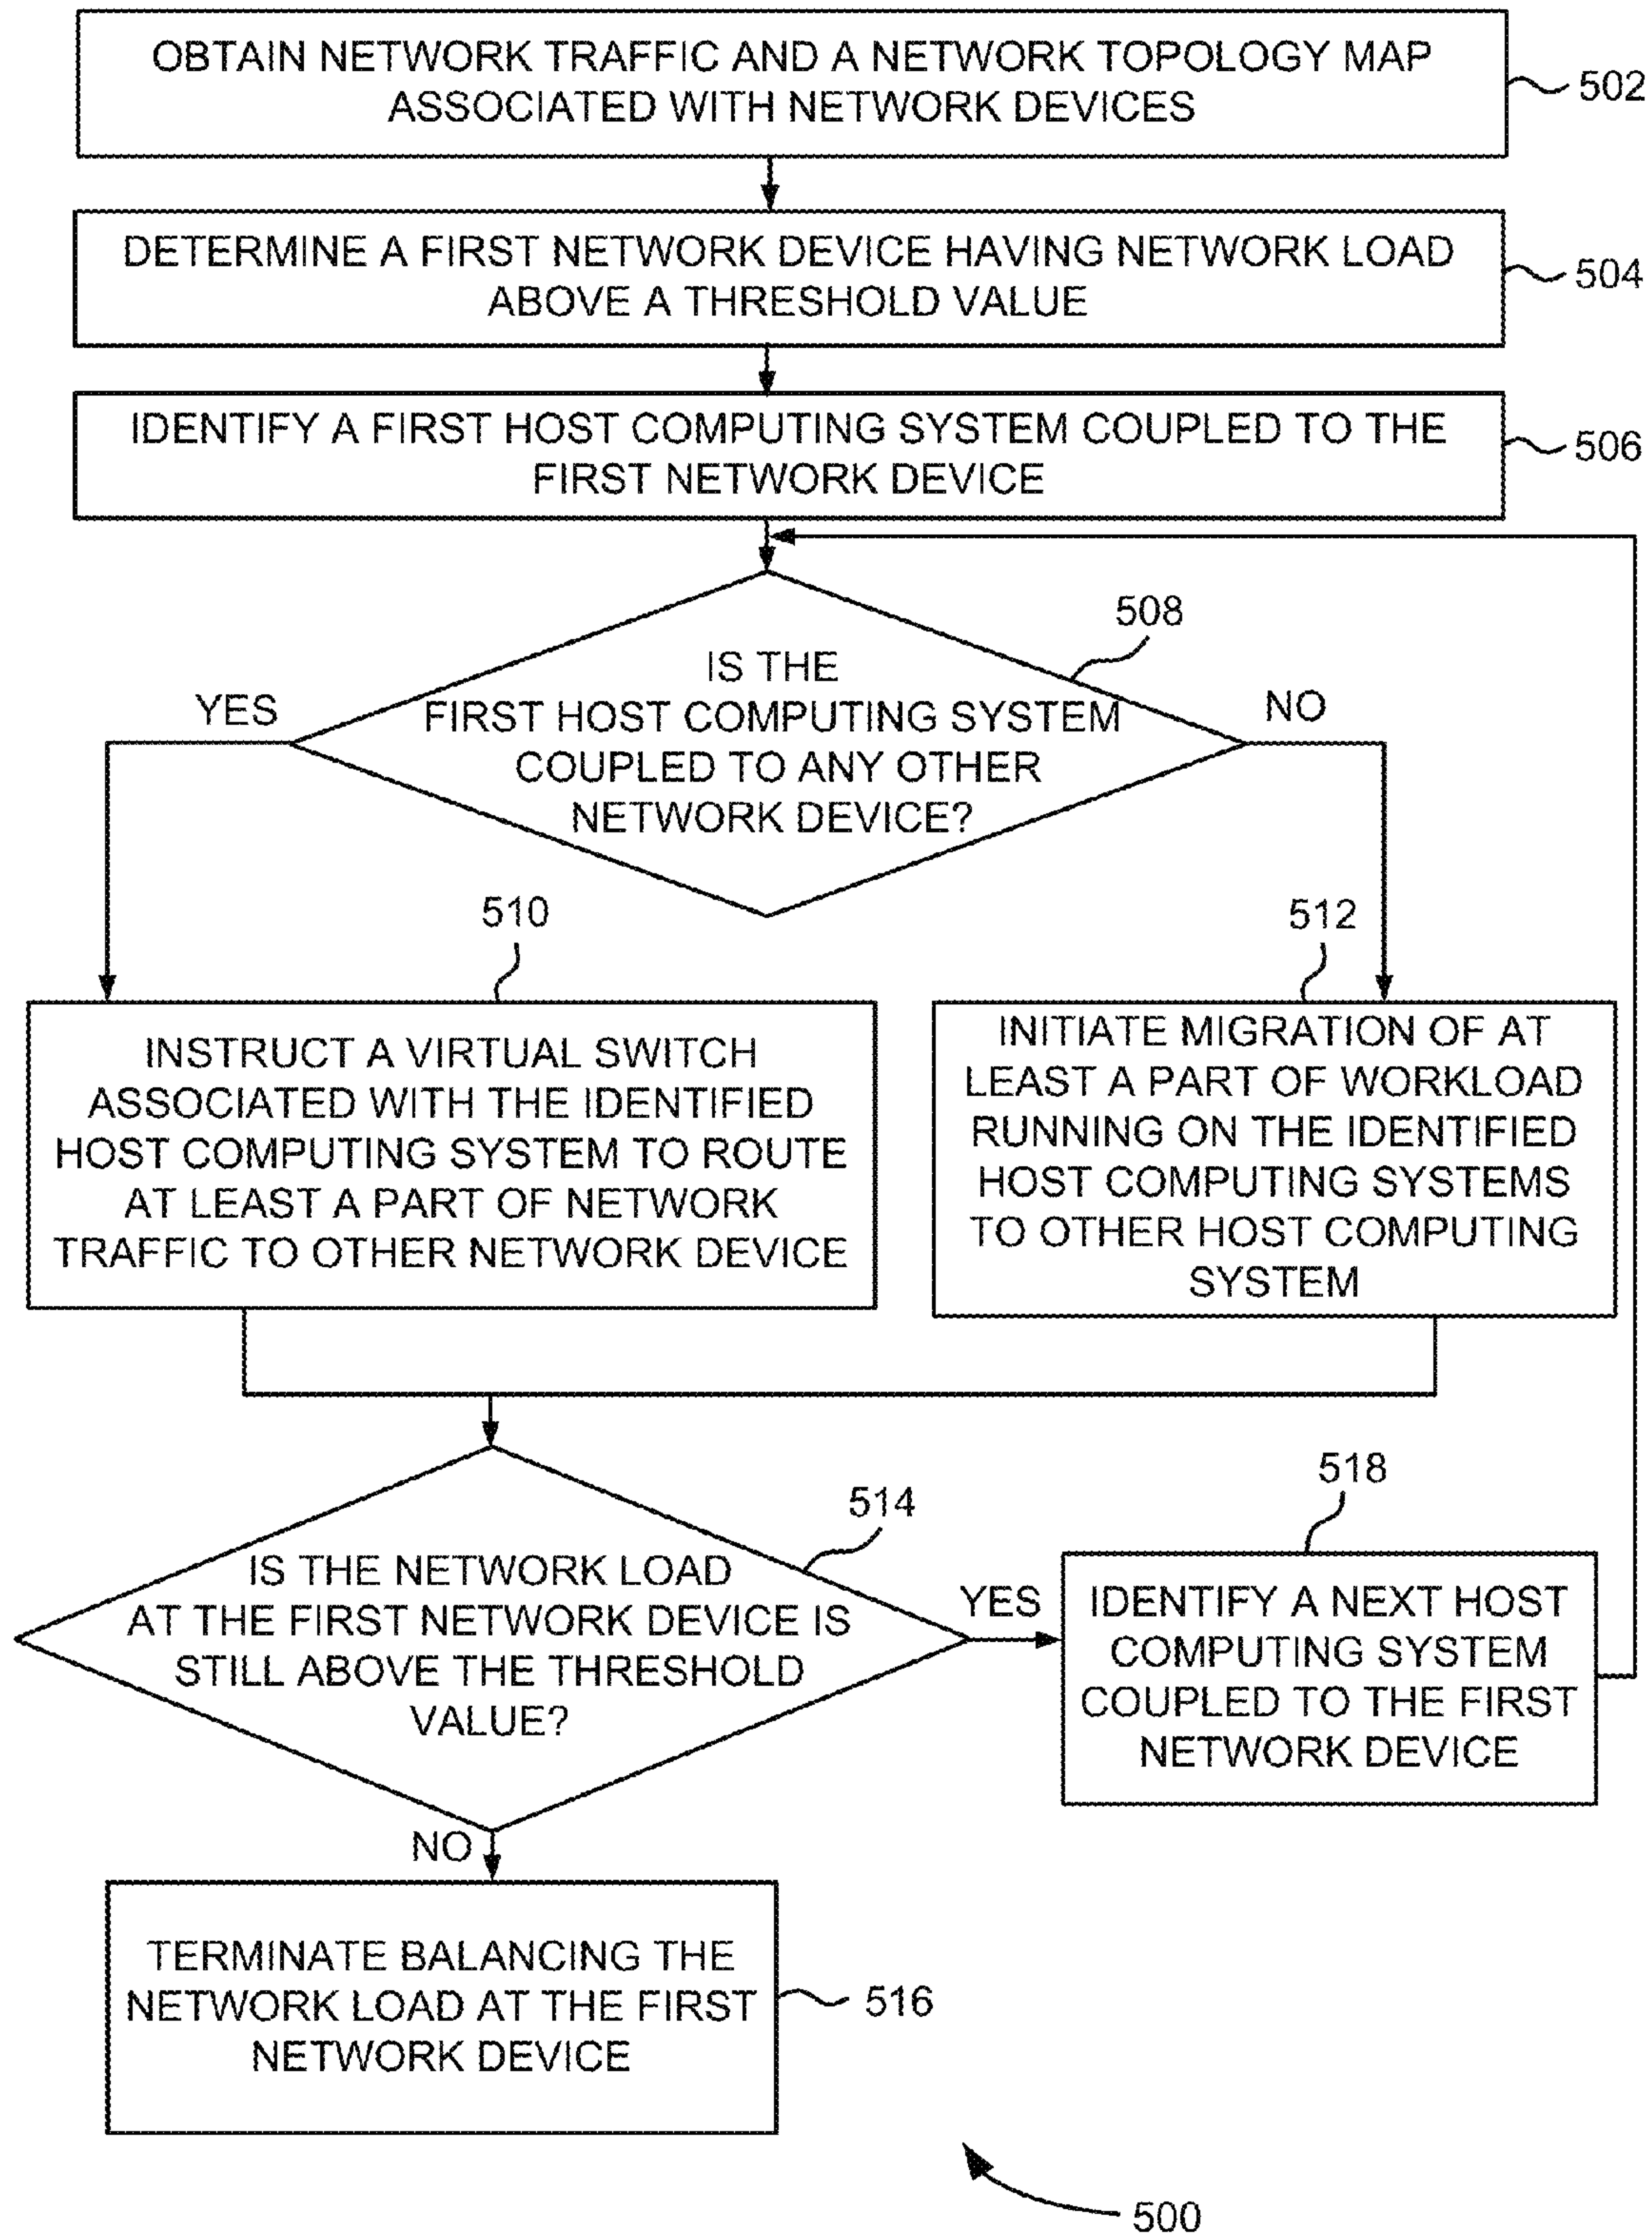 OBTAIN NETWORK TRAFFIC AND A NETWORK TOPOLOGY MAP
ASSOCIATED WITH NETWORK DEVICES
502
DETERMINE A FIRST NETWORK DEVICE HAVING NETWORK LOAD
ABOVE A THRESHOLD VALUE
504
IDENTIFY A FIRST HOST COMPUTING SYSTEM COUPLED TO THE
FIRST NETWORK DEVICE
506
508
IS THE
FIRST HOST COMPUTING SYSTEM
COUPLED TO ANY OTHER
NETWORK DEVICE?
YES
NO
510
INSTRUCT A VIRTUAL SWITCH
ASSOCIATED WITH THE IDENTIFIED
HOST COMPUTING SYSTEM TO ROUTE
AT LEAST A PART OF NETWORK
TRAFFIC TO OTHER NETWORK DEVICE
512
INITIATE MIGRATION OF AT
LEAST A PART OF WORKLOAD
RUNNING ON THE IDENTIFIED
HOST COMPUTING SYSTEMS
TO OTHER HOST COMPUTING
SYSTEM
514
IS THE NETWORK LOAD
AT THE FIRST NETWORK DEVICE IS
STILL ABOVE THE THRESHOLD
VALUE?
YES
518
IDENTIFY A NEXT HOST
COMPUTING SYSTEM
COUPLED TO THE FIRST
NETWORK DEVICE
NO
TERMINATE BALANCING THE
NETWORK LOAD AT THE FIRST
NETWORK DEVICE
516
500